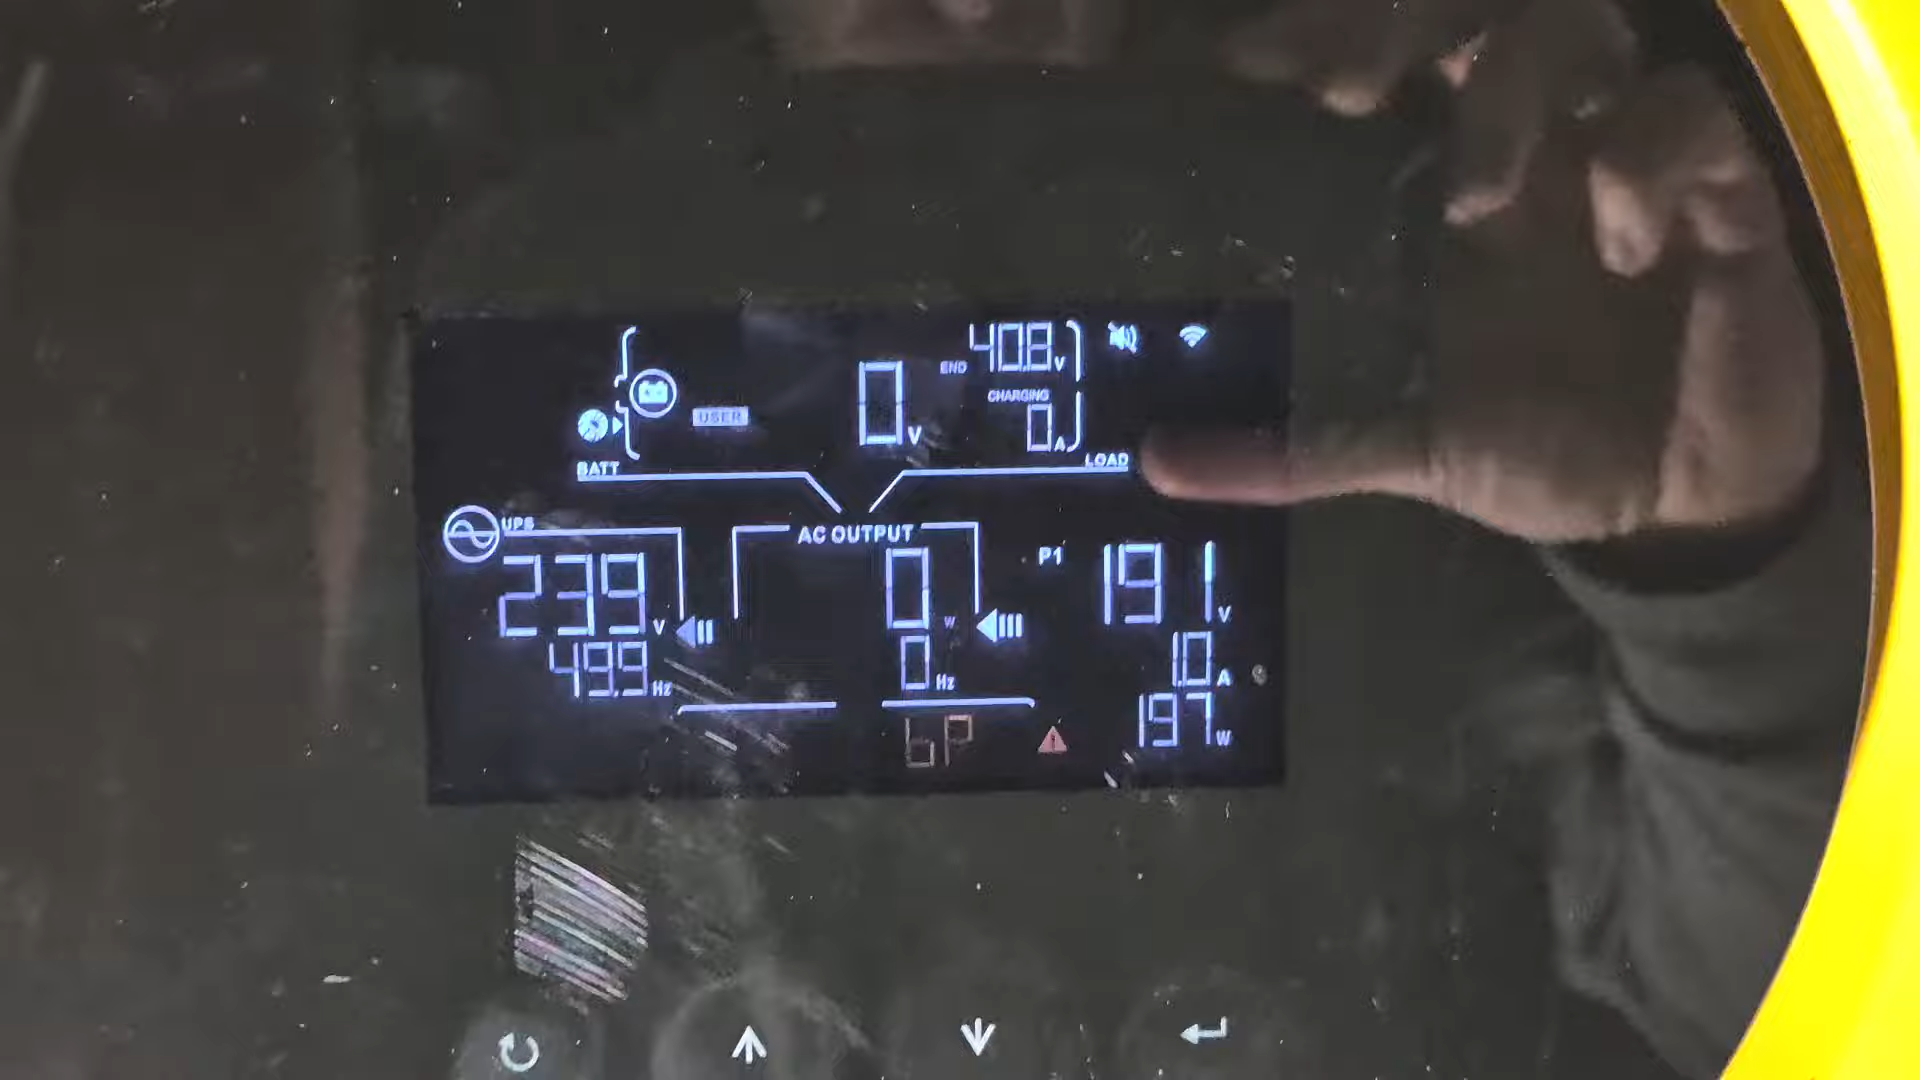 END 40.8 V
USER
0 V
CHARGING
0 A
BATT
LOAD
UPS
AC OUTPUT
239 V
0 W
P1
191 V
49.9 Hz
0 Hz
1.0 A
bP
197 W